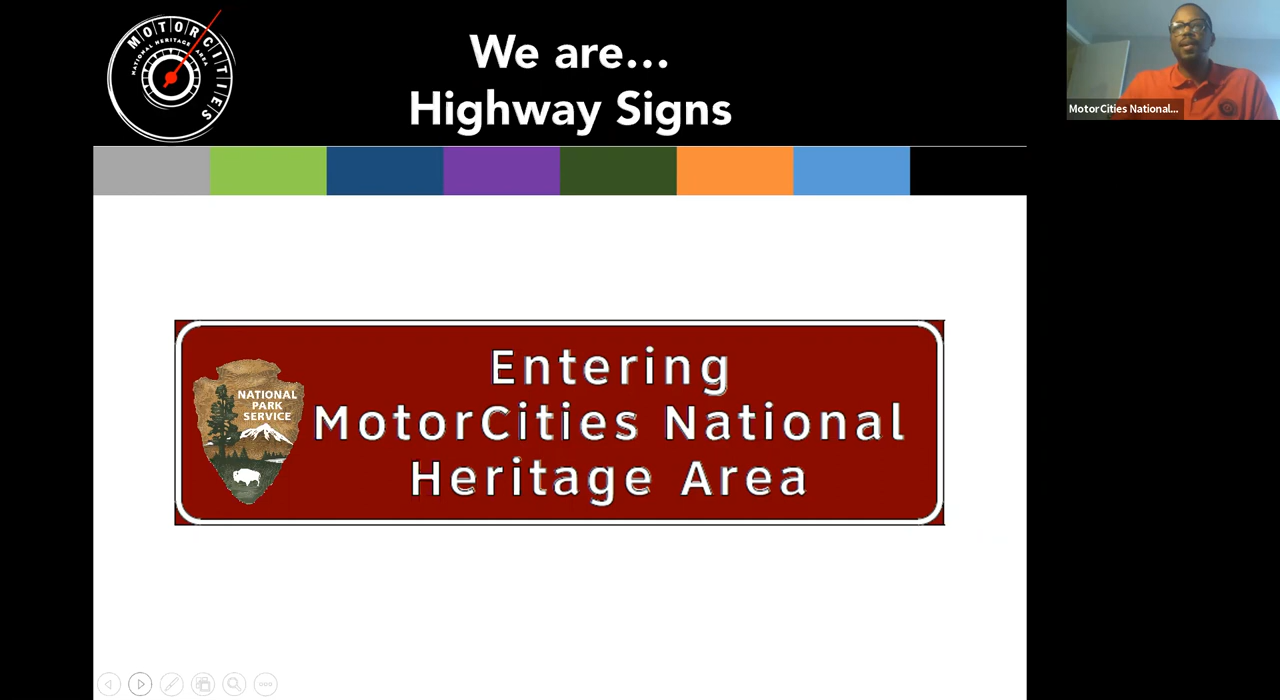 MOTORCITIES
NATIONAL HERITAGE AREA
We are...
Highway Signs
MotorCities National...
NATIONAL
PARK
SERVICE
Entering
MotorCities National
Heritage Area